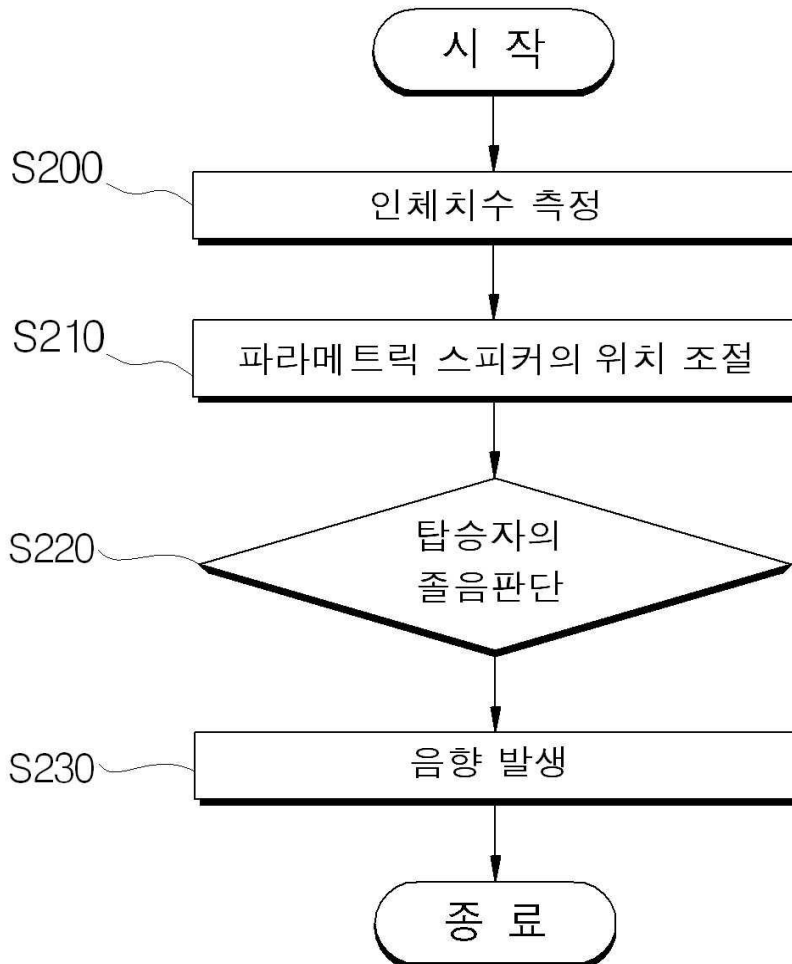 시 작
S200
인체치수 측정
S210
파라메트릭 스피커의 위치 조절
S220
탑승자의
졸음판단
S230
음향 발생
종 료